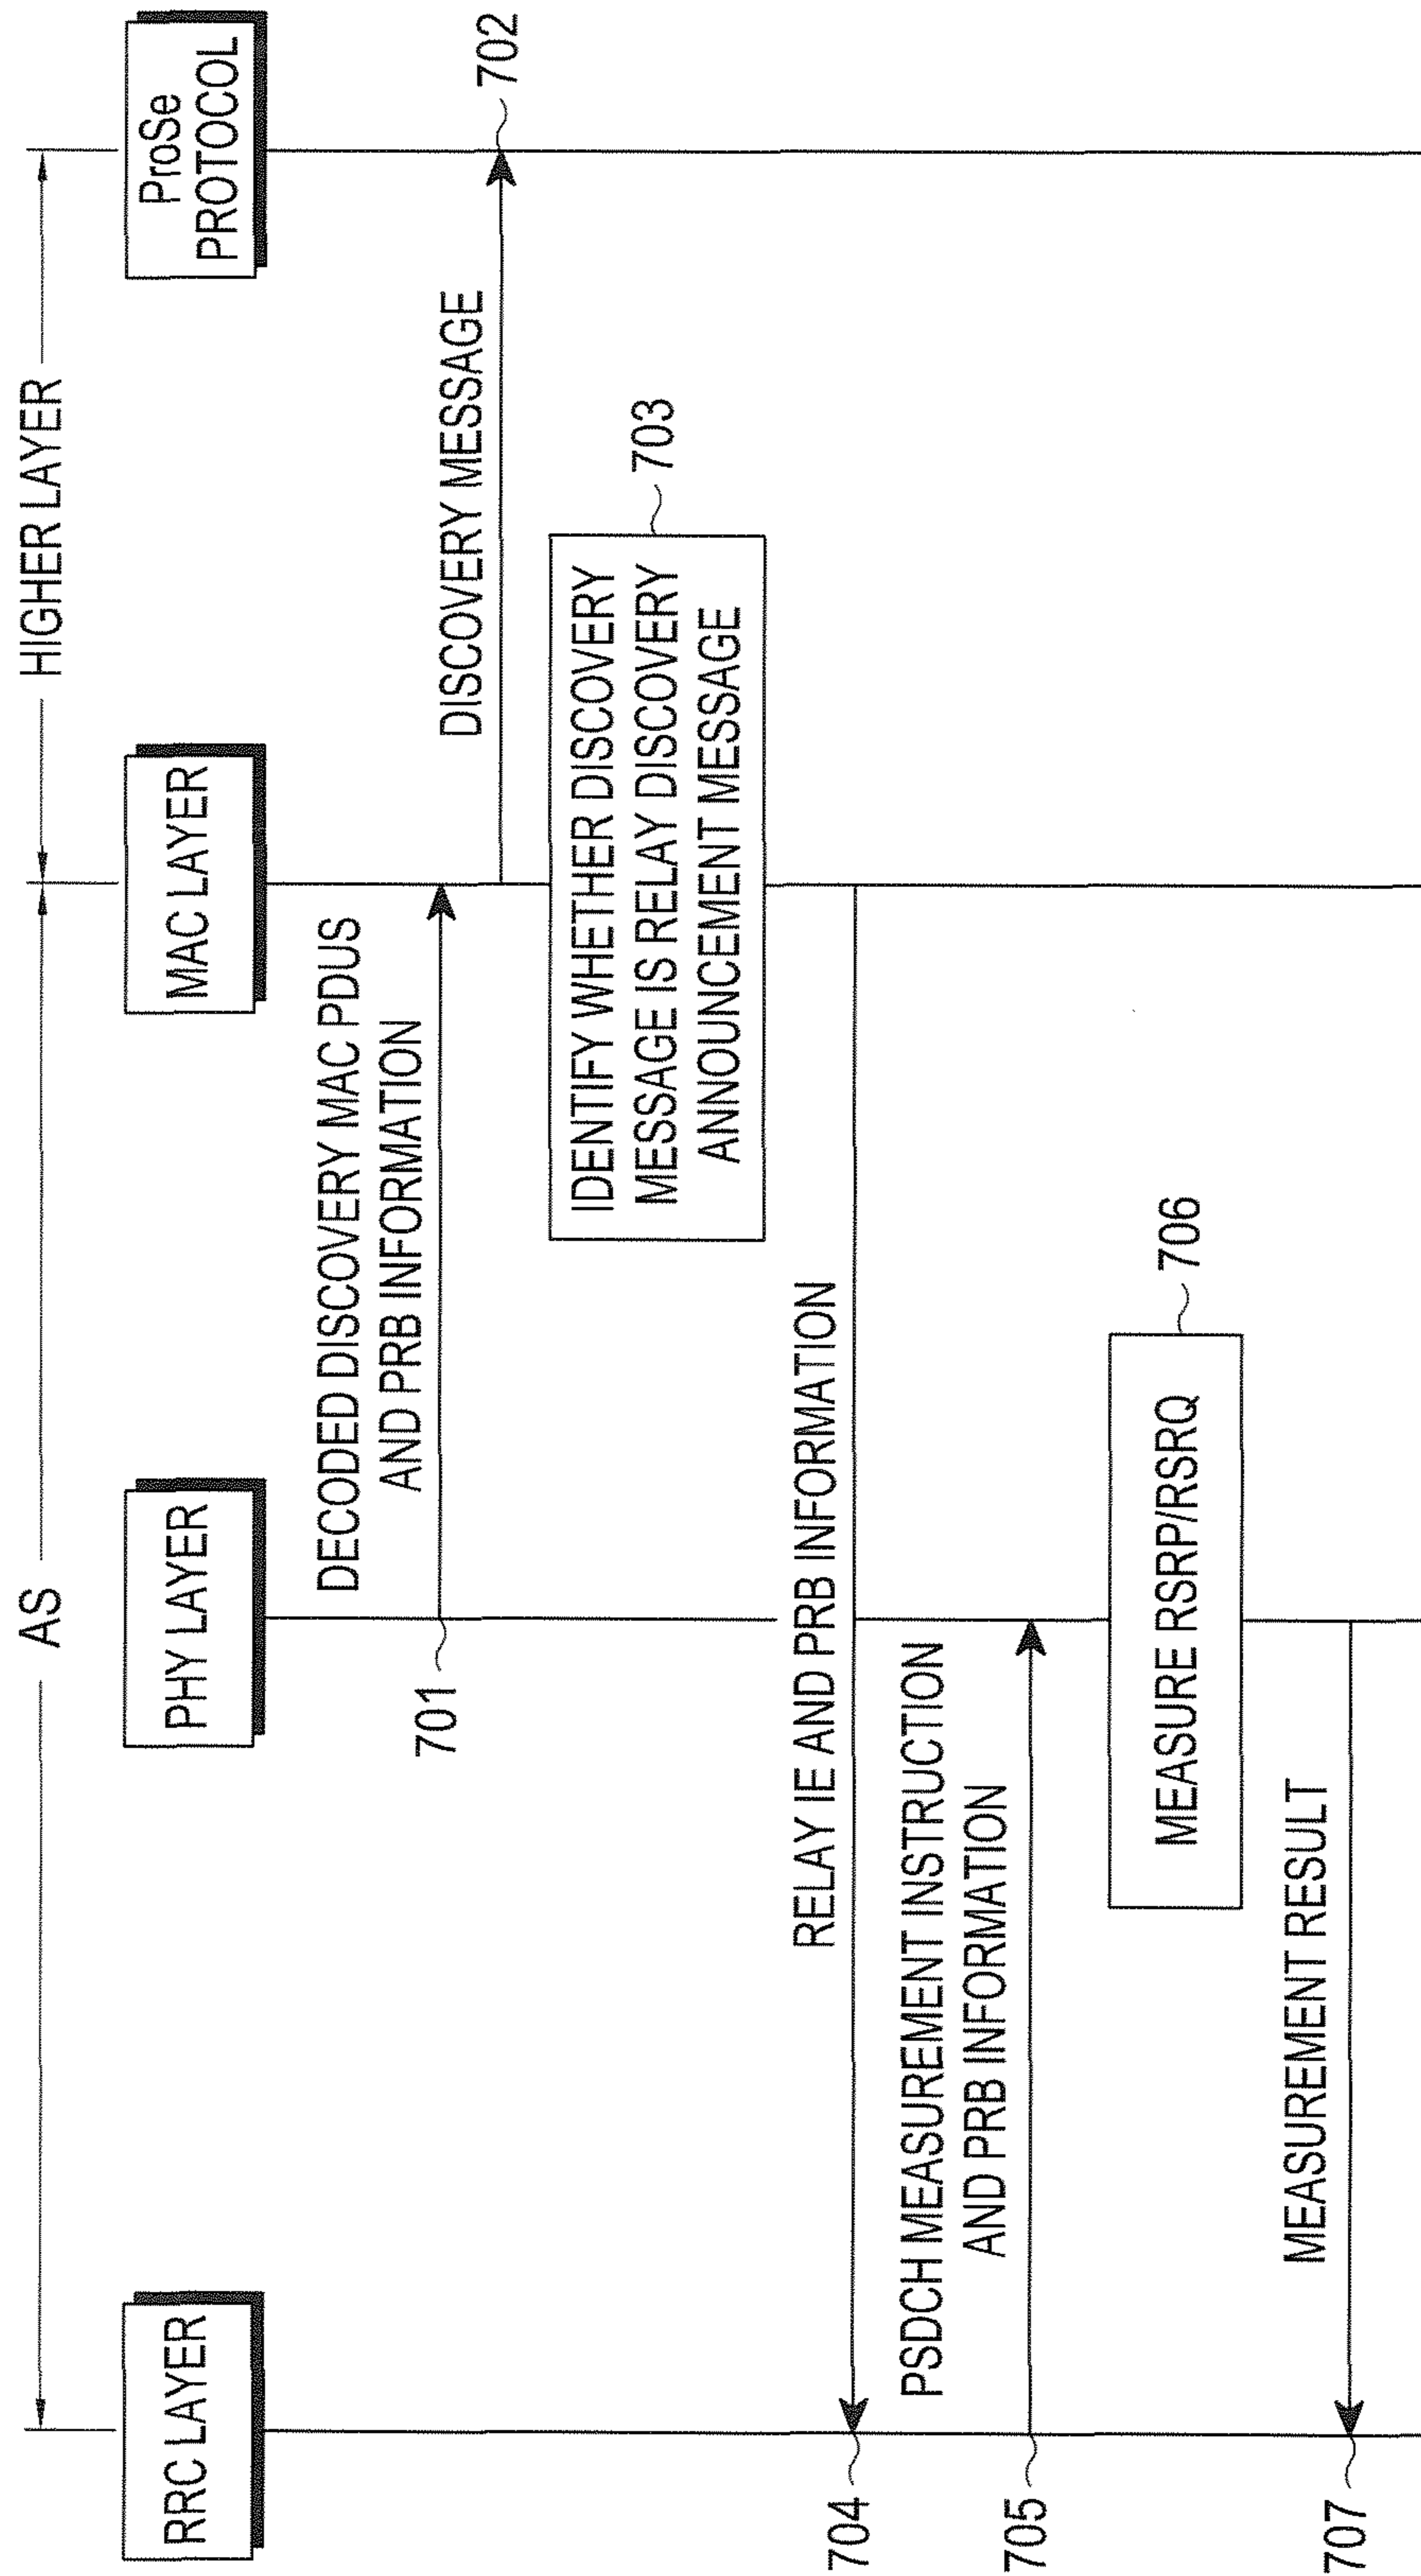 AS
HIGHER LAYER
RRC LAYER
PHY LAYER
MAC LAYER
ProSe
PROTOCOL
DECODED DISCOVERY MAC PDUS
AND PRB INFORMATION
701
DISCOVERY MESSAGE
702
IDENTIFY WHETHER DISCOVERY
MESSAGE IS RELAY DISCOVERY
ANNOUNCEMENT MESSAGE
703
RELAY IE AND PRB INFORMATION
704
PSDCH MEASUREMENT INSTRUCTION
AND PRB INFORMATION
705
MEASURE RSRP/RSRQ
706
MEASUREMENT RESULT
707